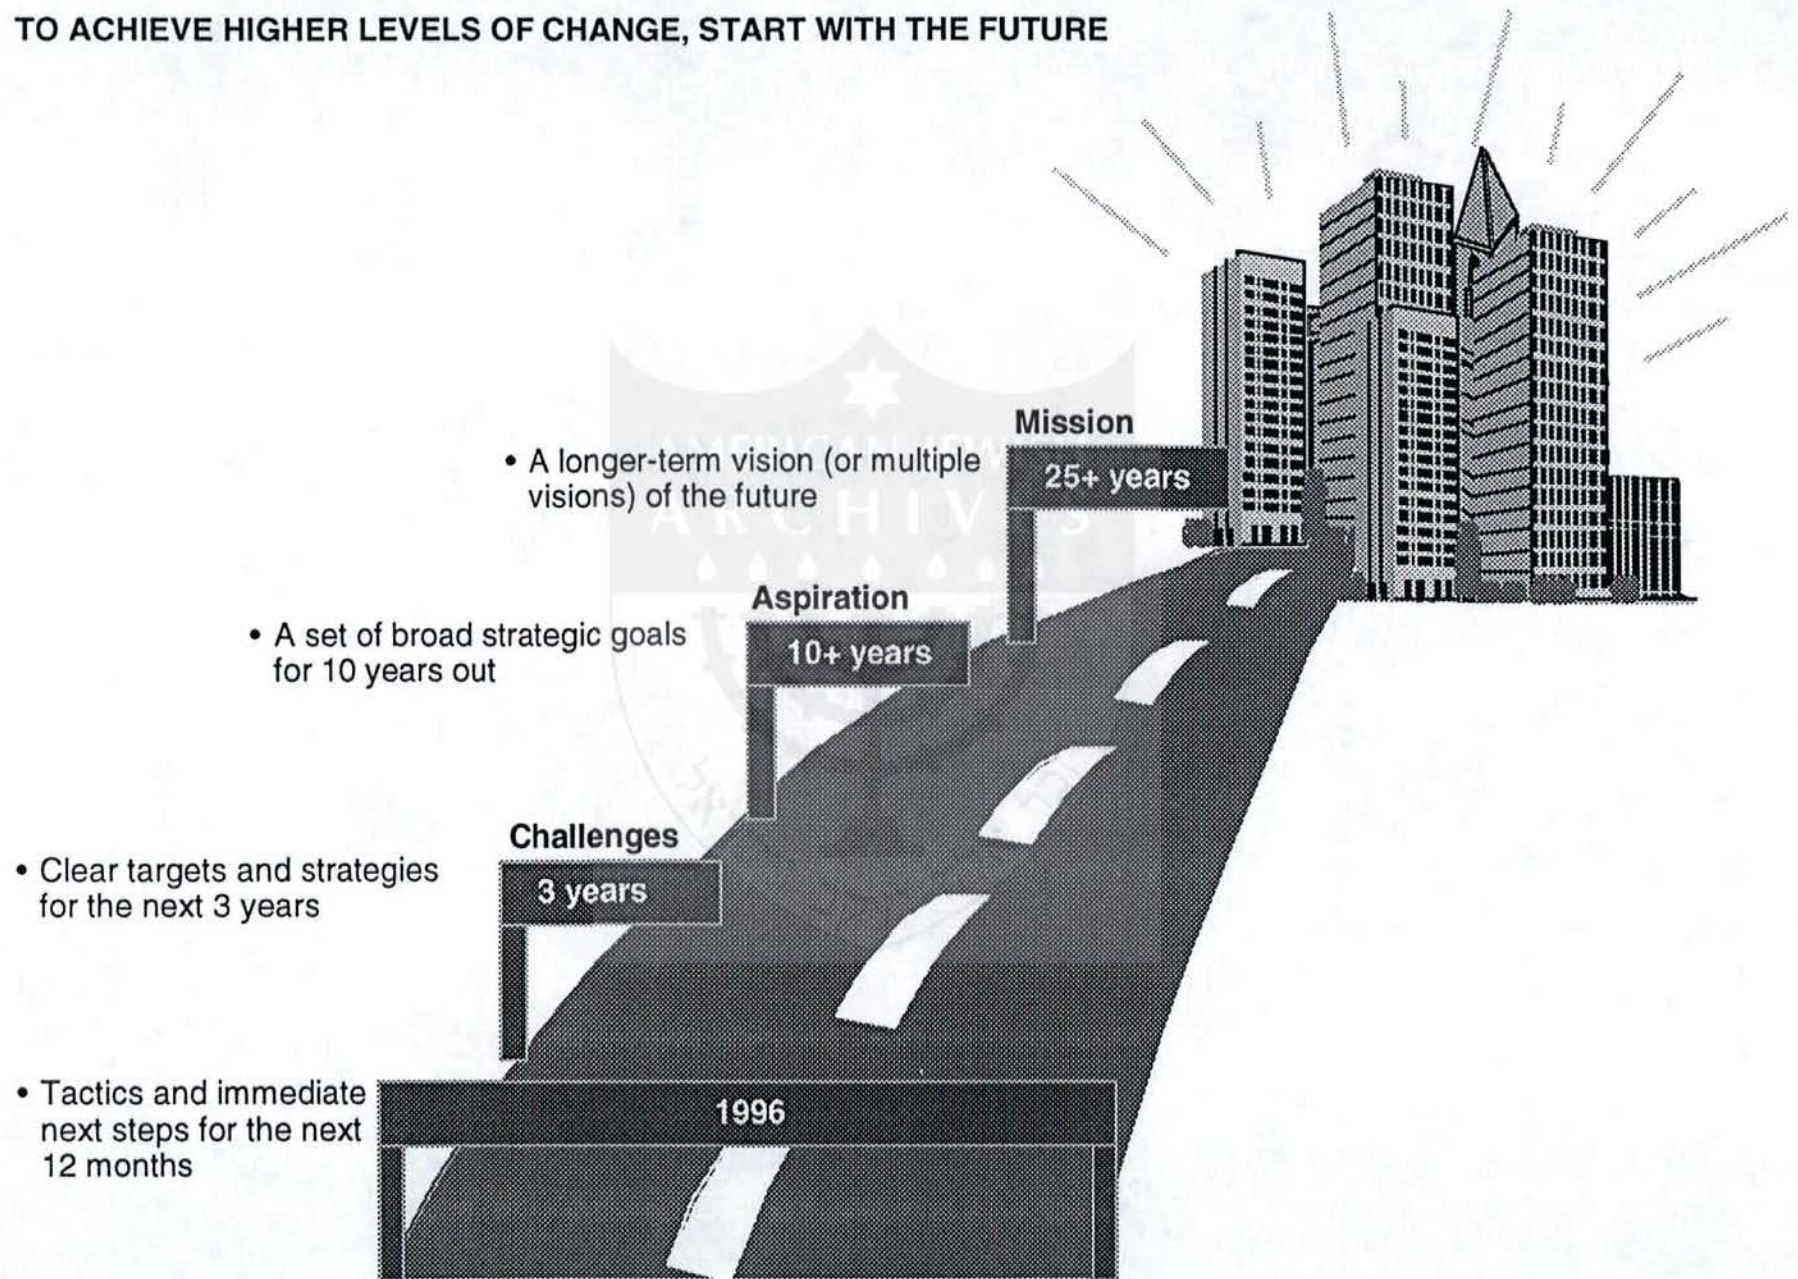 TO ACHIEVE HIGHER LEVELS OF CHANGE, START WITH THE FUTURE
Mission
• A longer-term vision (or multiple
visions) of the future
25+ years
AMERICAN JEWISH
ARCHIVES
Aspiration
• A set of broad strategic goals
for 10 years out
10+ years
Challenges
• Clear targets and strategies
for the next 3 years
3 years
• Tactics and immediate
next steps for the next
12 months
1996